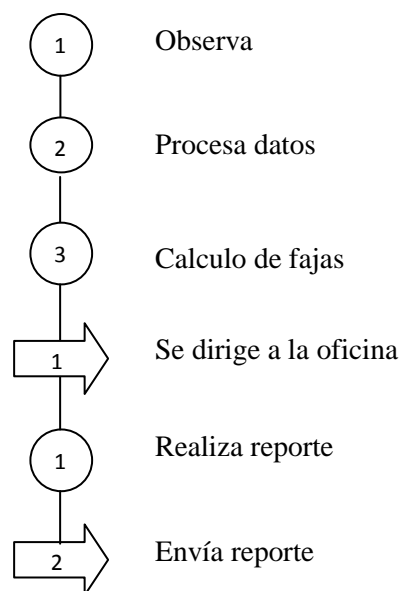 1 Observa
2 Procesa datos
3 Calculo de fajas
1 Se dirige a la oficina
1 Realiza reporte
2 Envía reporte